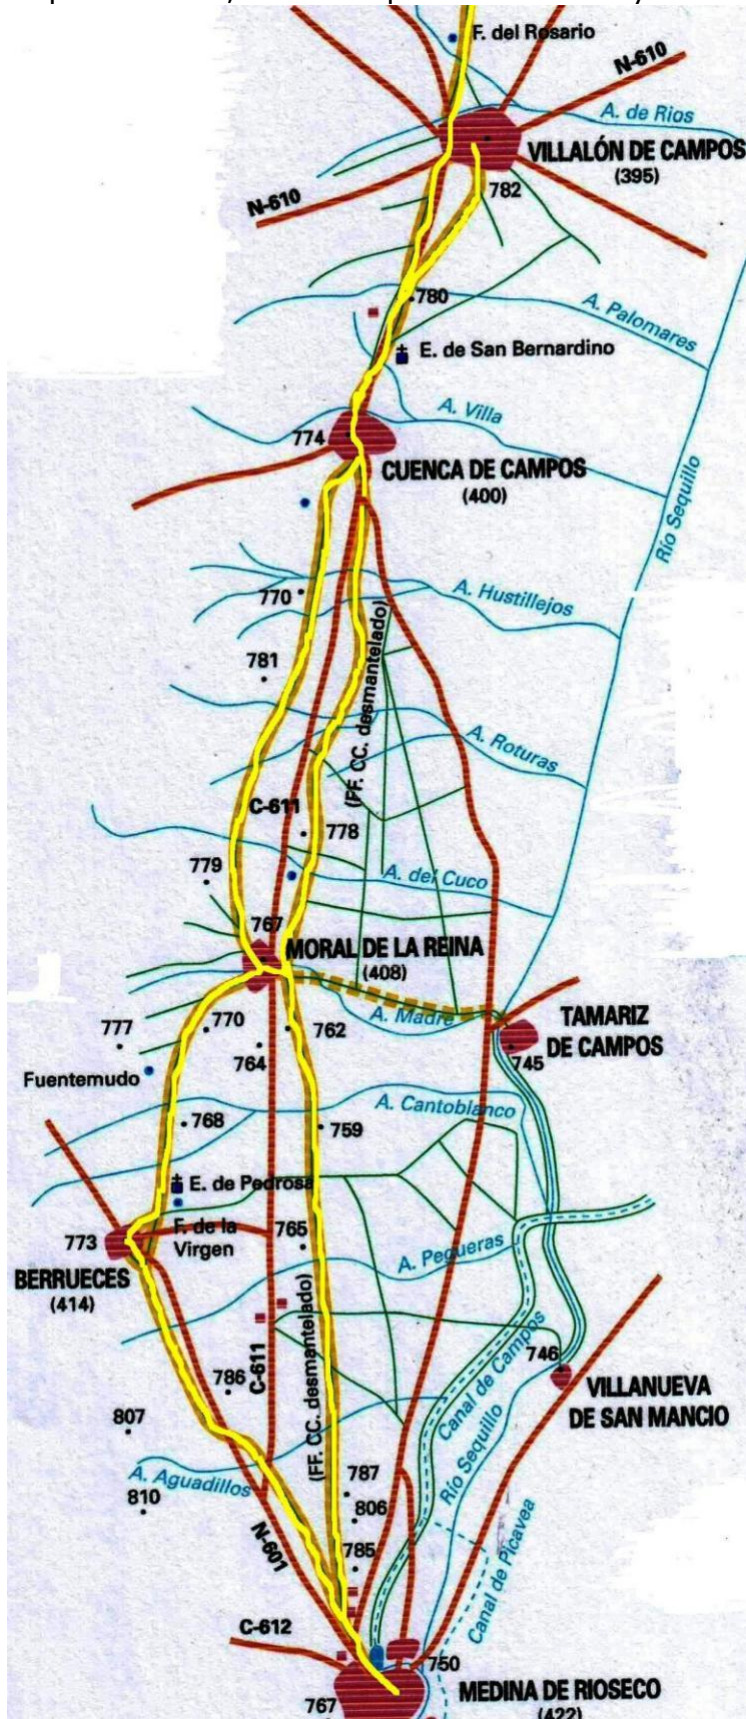 F. del Rosario
N-610
A. de Rios
VILLALÓN DE CAMPOS
(395)
782
N-610
780
A. Palomares
E. de San Bernardino
A. Villa
774
CUENCA DE CAMPOS
(400)
Río Sequillo
770
A. Hustillejos
(FF. CC. desmantelado)
781
A. Roturas
C-611
778
779
A. del Cuco
767
MORAL DE LA REINA
(408)
770
762
A. Madre
TAMARIZ
DE CAMPOS
777
764
745
Fuentemudo
A. Cantoblanco
768
759
E. de Pedrosa
F. de la
Virgen
773
765
A. Pegueras
BERRUECES
(414)
C-611
(FF. CC. desmantelado)
Canal de Campos
746
786
VILLANUEVA
DE SAN MANCIO
807
Río Sequillo
A. Aguadillos
787
810
806
N-601
785
Canal de Picavea
C-612
750
MEDINA DE RIOSECO
767
(422)